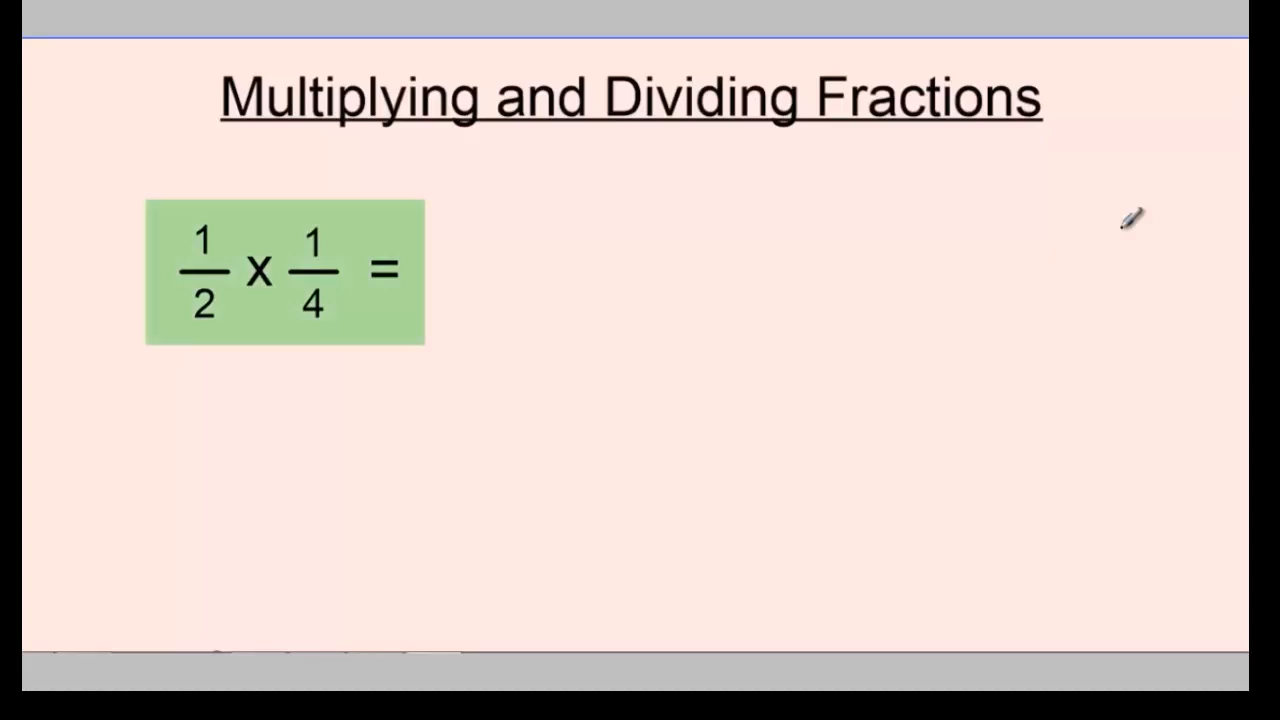 Multiplying and Dividing Fractions
1/2 x 1/4 =